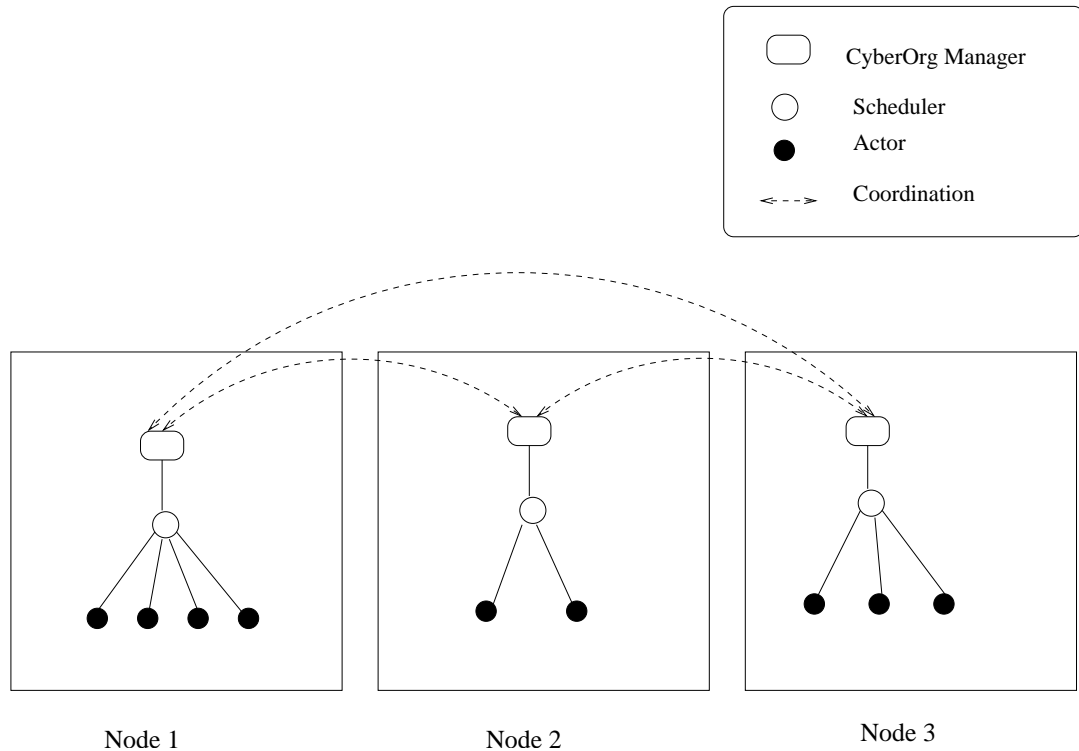 CyberOrg Manager
Scheduler
Actor
Coordination
Node 1
Node 2
Node 3